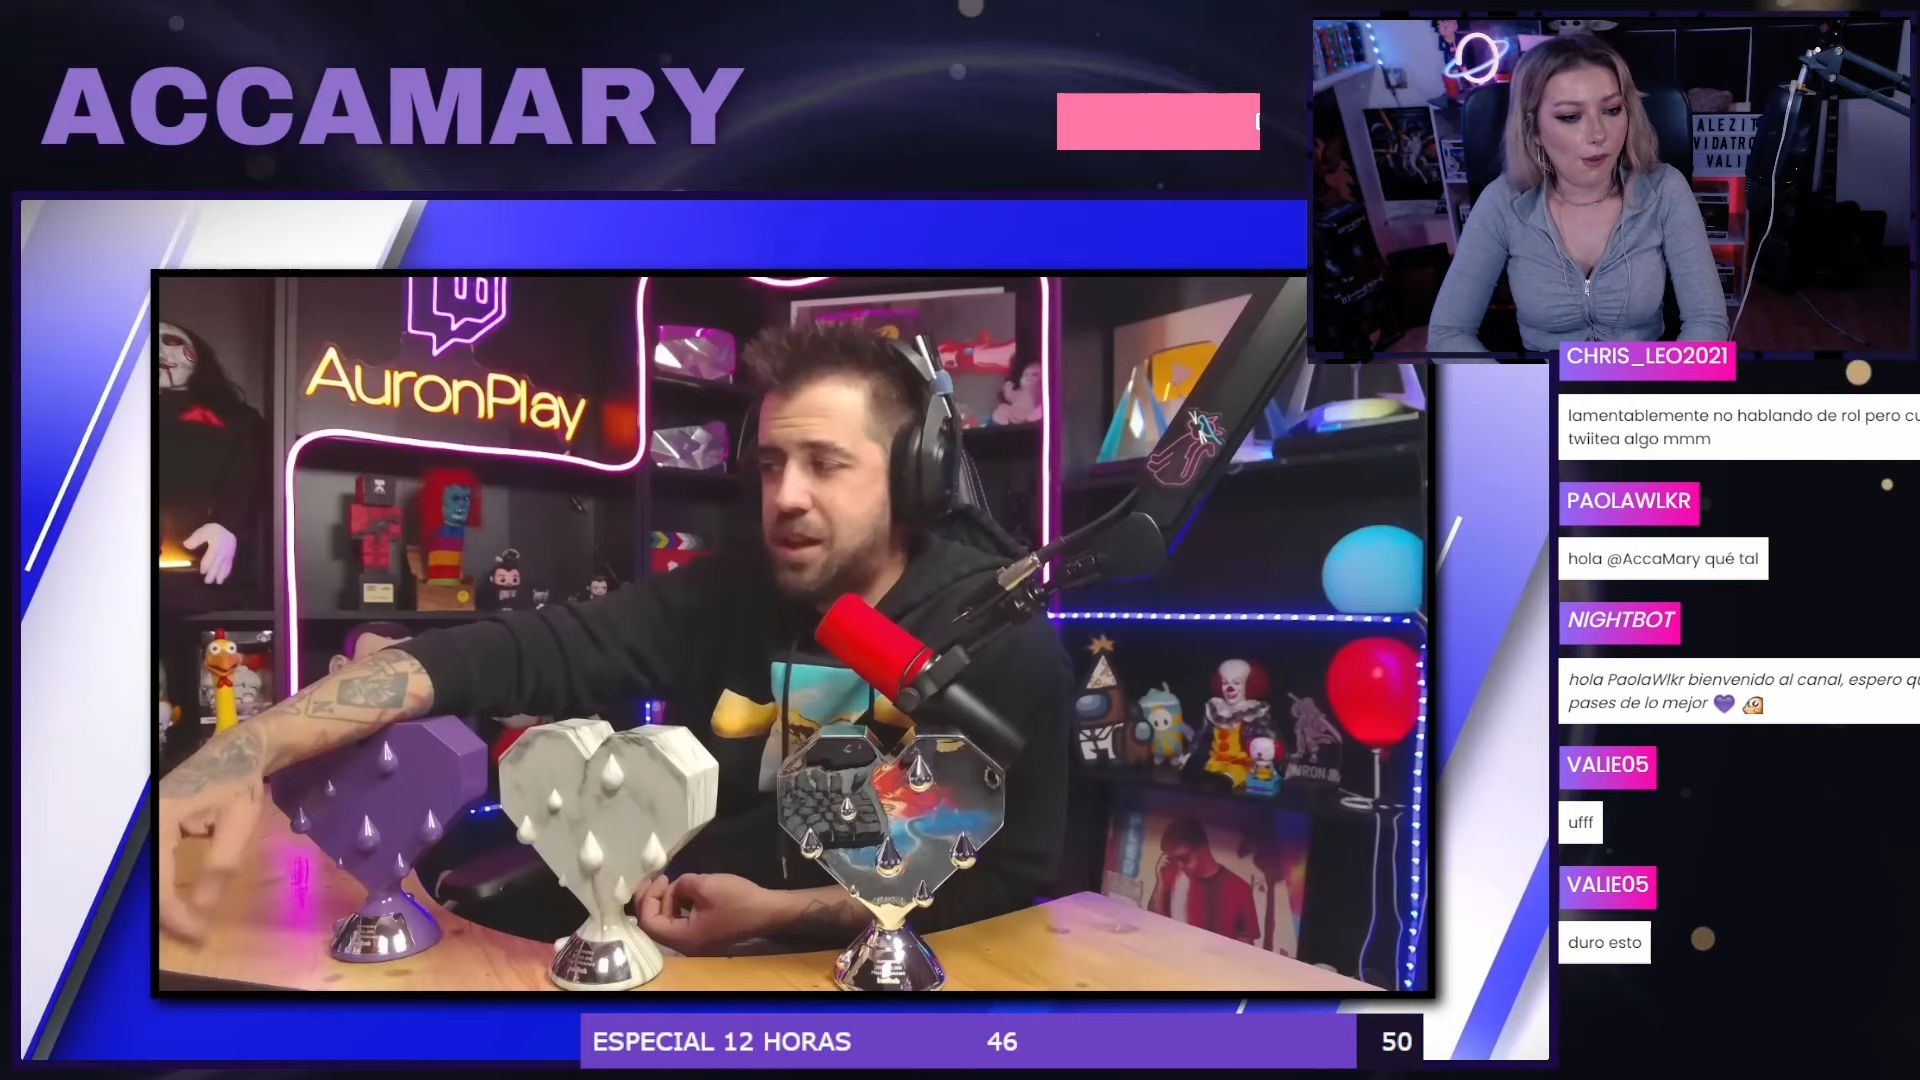 ACCAMARY
ALEZIT
VIDATRO
VALI
AuronPlay
CHRIS_LEO2021
lamentablemente no hablando de rol pero cu
twiitea algo mmm
PAOLAWLKR
hola @AccaMary qué tal
NIGHTBOT
hola PaolaWlkr bienvenido al canal, espero qu
pases de lo mejor
VALIE05
ufff
VALIE05
duro esto
ESPECIAL 12 HORAS 46 50